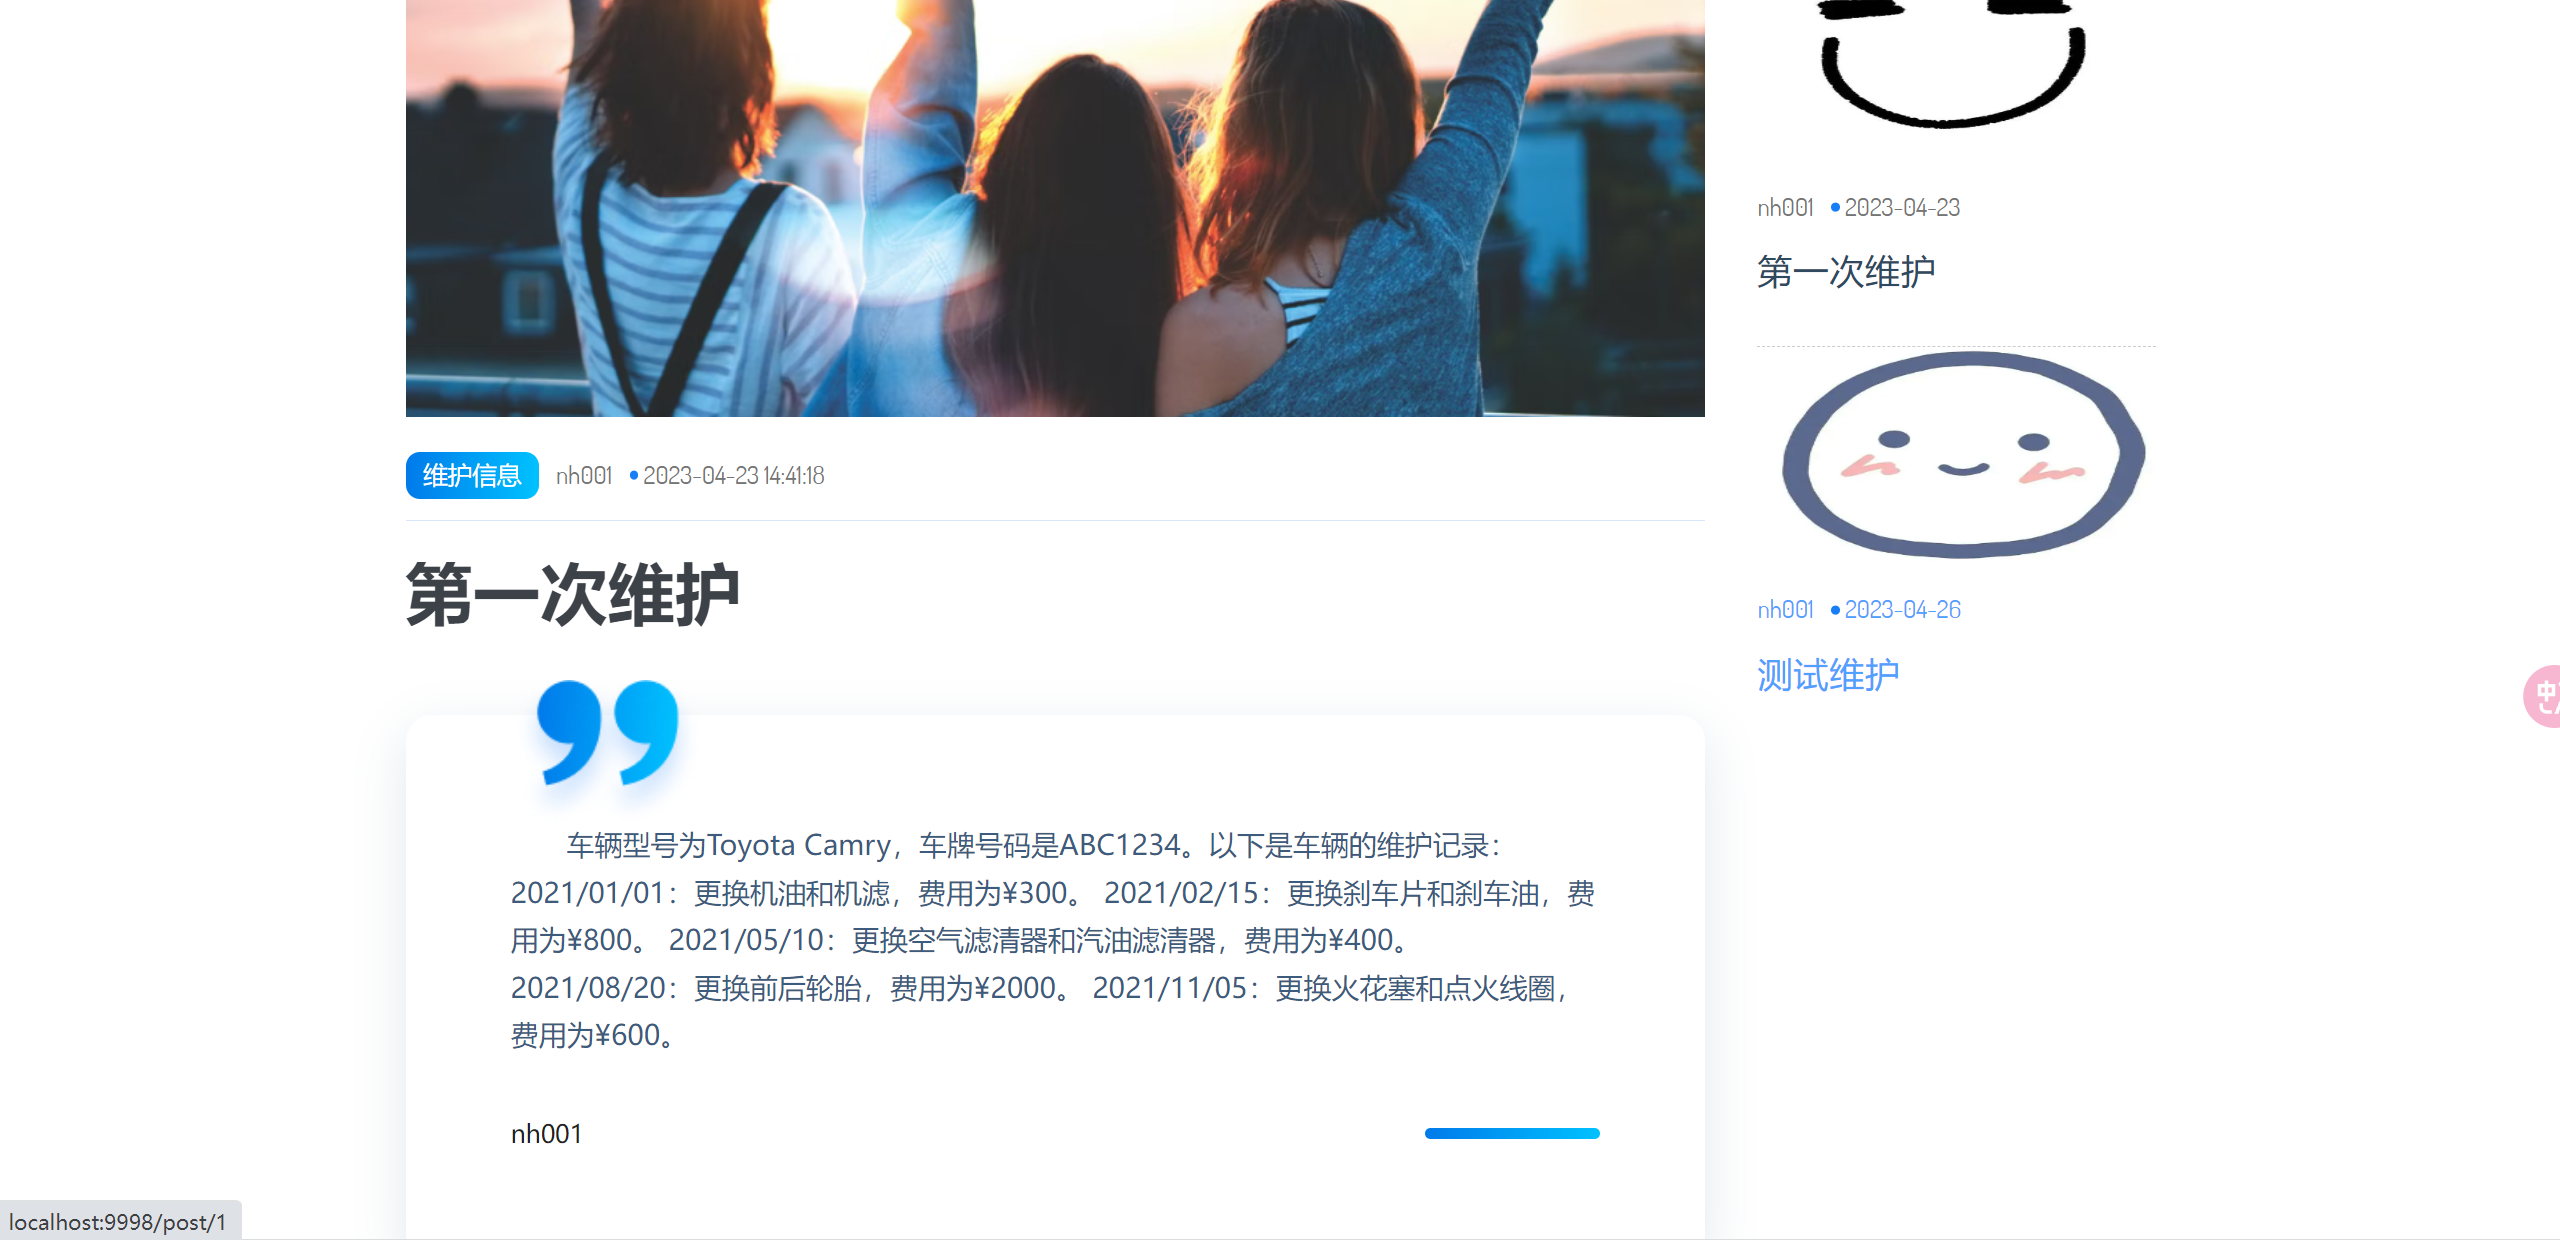 维护信息 nh001 2023-04-23 14:41:18
第一次维护
车辆型号为Toyota Camry，车牌号码是ABC1234。以下是车辆的维护记录：
2021/01/01：更换机油和机滤，费用为¥300。 2021/02/15：更换刹车片和刹车油，费
用为¥800。 2021/05/10：更换空气滤清器和汽油滤清器，费用为¥400。
2021/08/20：更换前后轮胎，费用为¥2000。 2021/11/05：更换火花塞和点火线圈，
费用为¥600。
nh001
nh001 2023-04-23
第一次维护
nh001 2023-04-26
测试维护
中
localhost:9998/post/1